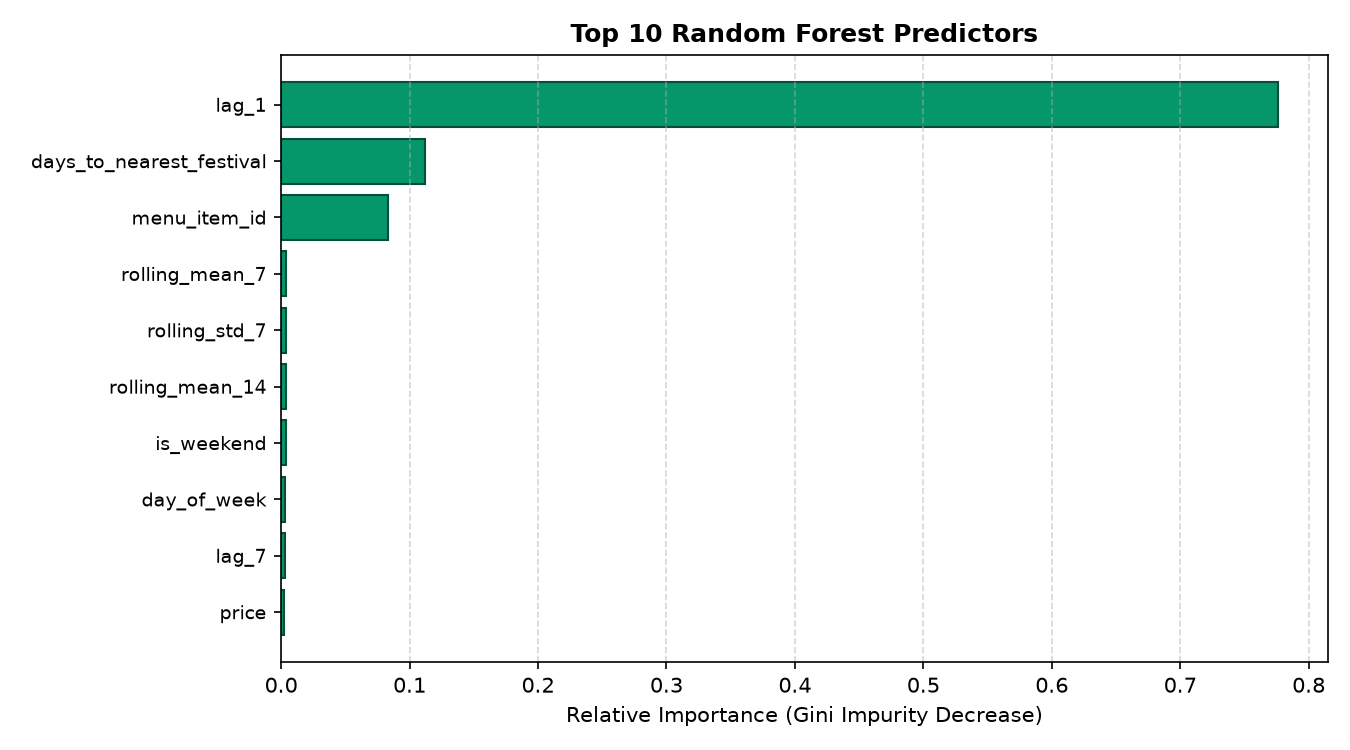 Top 10 Random Forest Predictors
lag_1
days_to_nearest_festival
menu_item_id
rolling_mean_7
rolling_std_7
rolling_mean_14
is_weekend
day_of_week
lag_7
price
0.0 0.1 0.2 0.3 0.4 0.5 0.6 0.7 0.8
Relative Importance (Gini Impurity Decrease)